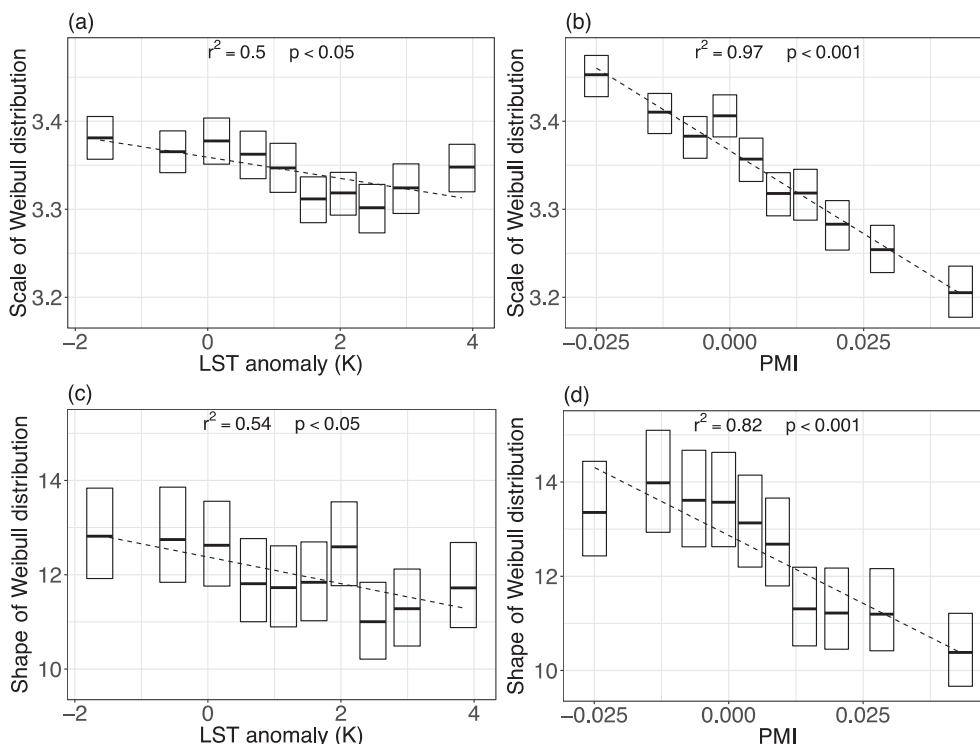 (a)
r² = 0.5 p < 0.05
Scale of Weibull distribution
3.4
3.3
3.2
−2 0 2 4
LST anomaly (K)
(b)
r² = 0.97 p < 0.001
Scale of Weibull distribution
3.4
3.3
3.2
−0.025 0.000 0.025
PMI
(c)
r² = 0.54 p < 0.05
Shape of Weibull distribution
14
12
10
−2 0 2 4
LST anomaly (K)
(d)
r² = 0.82 p < 0.001
Shape of Weibull distribution
14
12
10
−0.025 0.000 0.025
PMI